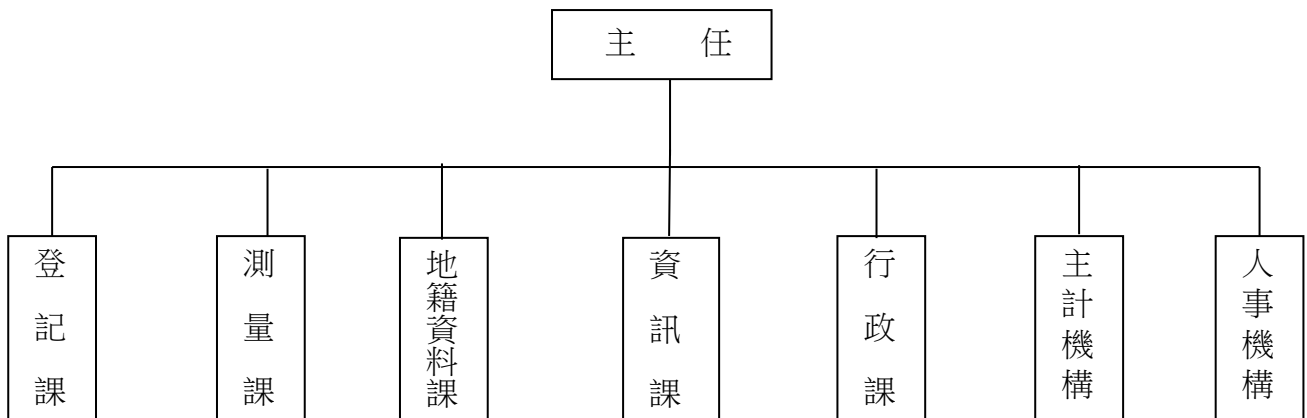 主　　任
登記課
測量課
地籍資料課
資訊課
行政課
主計機構
人事機構